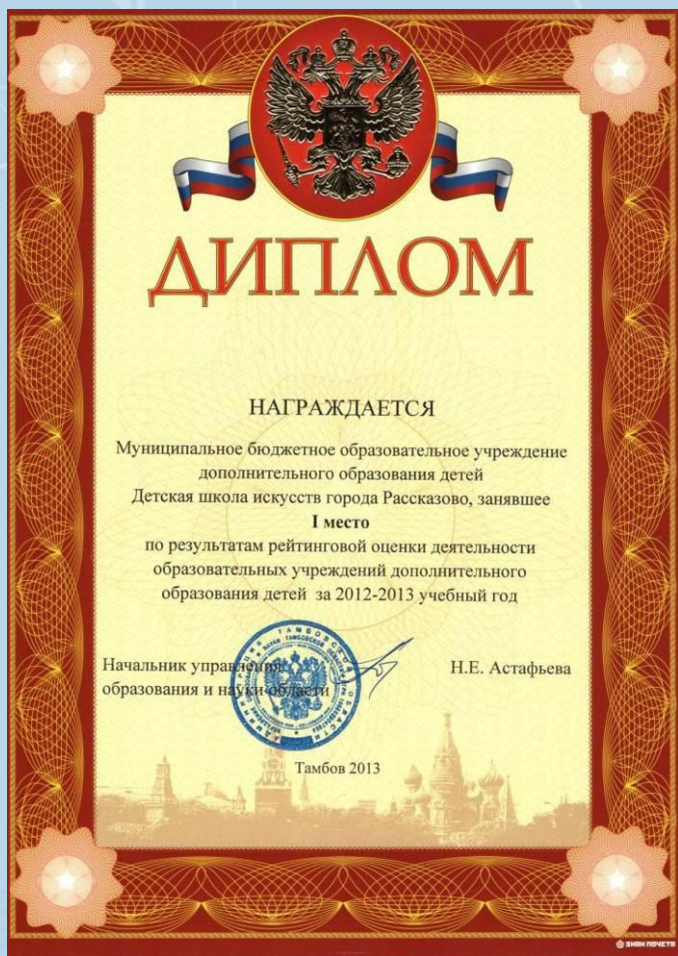 ДИПЛОМ
НАГРАЖДАЕТСЯ
Муниципальное бюджетное образовательное учреждение
дополнительного образования детей
Детская школа искусств города Рассказово, занявшее
I место
по результатам рейтинговой оценки деятельности
образовательных учреждений дополнительного
образования детей за 2012-2013 учебный год
Начальник управления
образования и науки области
Н.Е. Астафьева
Тамбов 2013
ЗНАК ПОЧЕТА